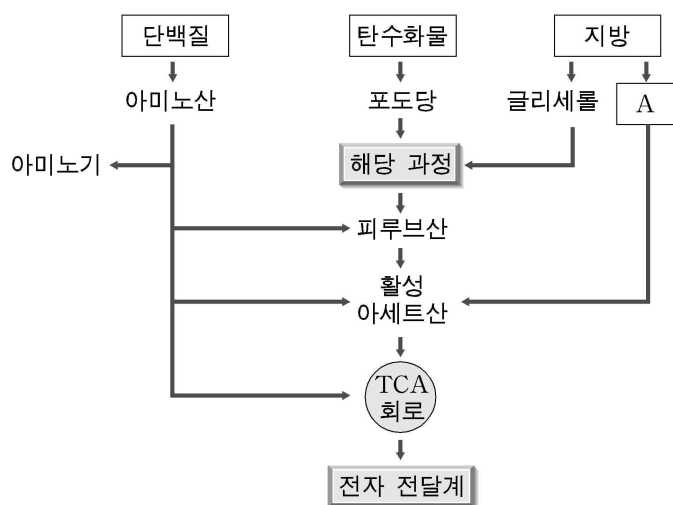 단백질
탄수화물
지방
아미노산
포도당
글리세롤
A
아미노기
해당 과정
피루브산
활성
아세트산
TCA
회로
전자 전달계